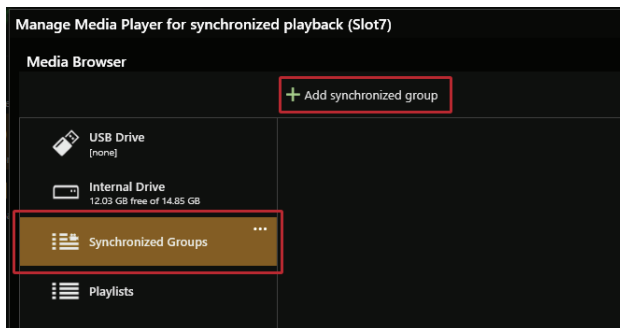 Manage Media Player for synchronized playback (Slot7)
Media Browser
+ Add synchronized group
USB Drive
[none]
Internal Drive
12.03 GB free of 14.85 GB
Synchronized Groups
...
Playlists